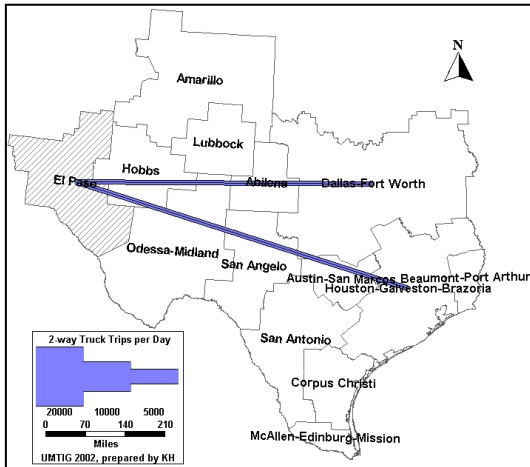 N
Amarillo
Lubbock
Hobbs
El Paso
Abilene
Dallas-Fort Worth
Odessa-Midland
San Angelo
Austin-San Marcos
Beaumont-Port Arthur
Houston-Galveston-Brazoria
San Antonio
Corpus Christi
McAllen-Edinburg-Mission
2-way Truck Trips per Day
20000 10000 5000
0 70 140 210
Miles
UMTIG 2002, prepared by KH